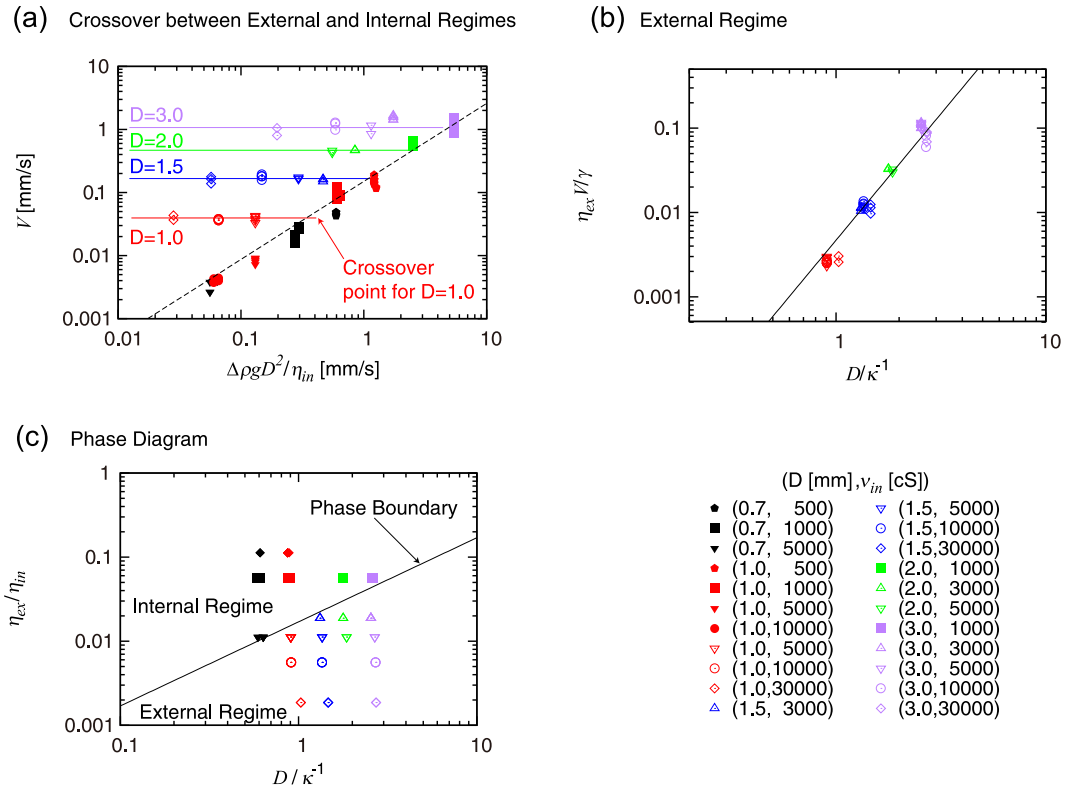 (a) Crossover between External and Internal Regimes
10
1
0.1
0.01
0.001
V [mm/s]
D=3.0
D=2.0
D=1.5
D=1.0
Crossover
point for D=1.0
0.01 0.1 1 10
ΔρgD²/η_in [mm/s]
(b) External Regime
0.1
0.01
0.001
η_ex V/γ
1 10
D/κ⁻¹
(c) Phase Diagram
1
0.1
0.01
0.001
η_ex/η_in
Phase Boundary
Internal Regime
External Regime
0.1 1 10
D/κ⁻¹
(D [mm],ν_in [cS])
(0.7, 500)
(0.7, 1000)
(0.7, 5000)
(1.0, 500)
(1.0, 1000)
(1.0, 5000)
(1.0,10000)
(1.0, 5000)
(1.0,10000)
(1.0,30000)
(1.5, 3000)
(1.5, 5000)
(1.5,10000)
(1.5,30000)
(2.0, 1000)
(2.0, 3000)
(2.0, 5000)
(3.0, 1000)
(3.0, 3000)
(3.0, 5000)
(3.0,10000)
(3.0,30000)